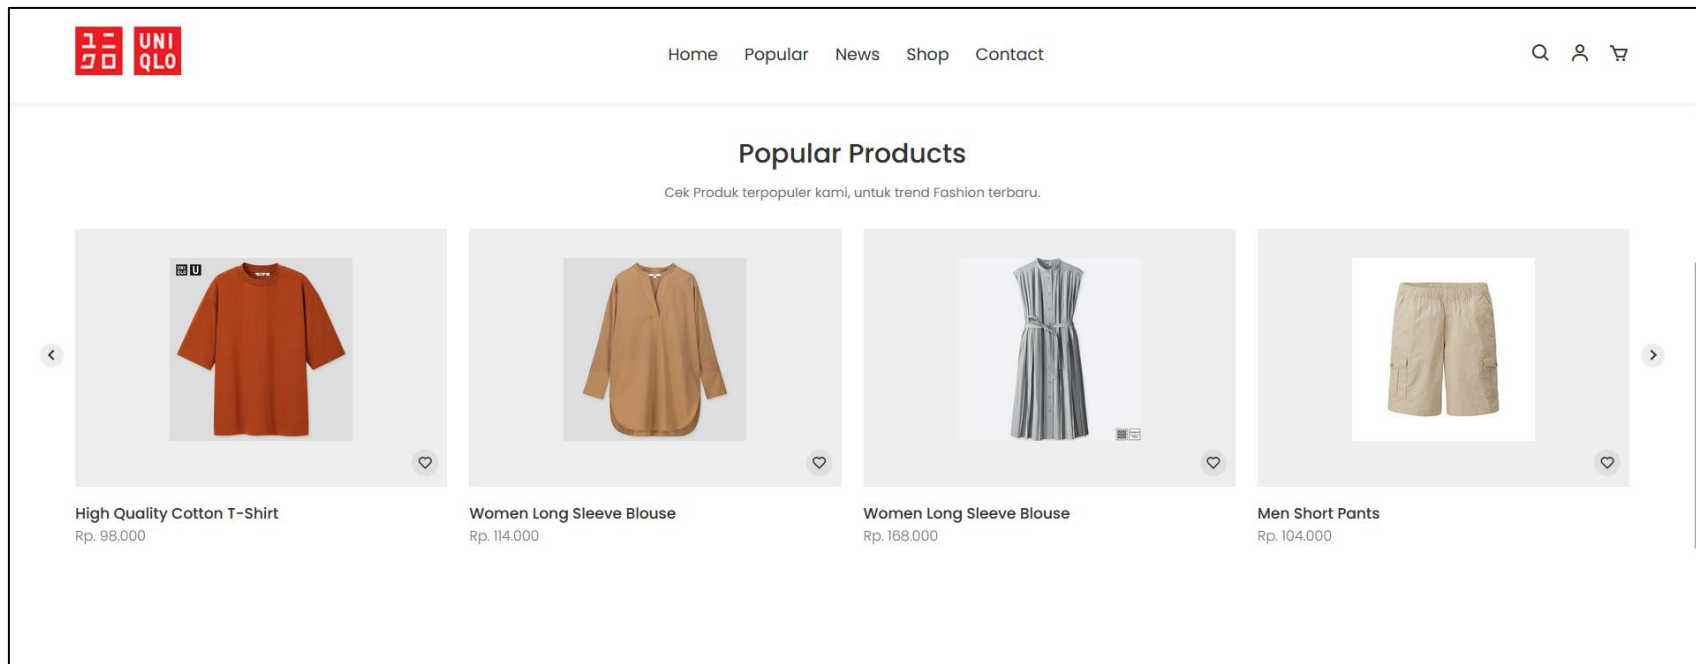 ユニ UNI
クロ QLO
Home Popular News Shop Contact
Popular Products
Cek Produk terpopuler kami, untuk trend Fashion terbaru.
UNI
QLO U
High Quality Cotton T-Shirt
Rp. 98.000
Women Long Sleeve Blouse
Rp. 114.000
Women Long Sleeve Blouse
Rp. 168.000
Men Short Pants
Rp. 104.000